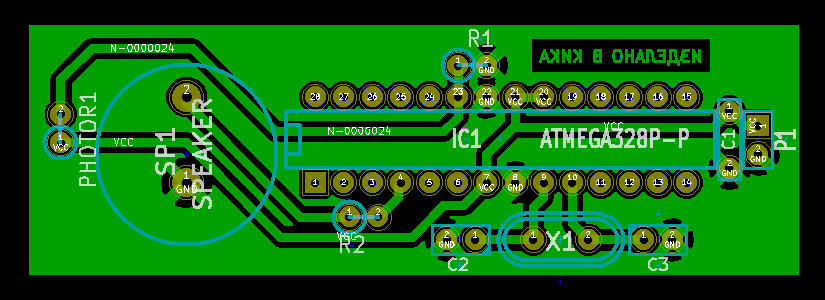 R1
N-0000024
1
2
GND
28
27
26
25
24
23
22
GND
21
VCC
20
VCC
19
18
17
16
15
2
SPEAKER
SP1
1
GND
PHOTOR1
2
1
VCC
VCC
N-0000024
IC1
VCC
ATMEGA328P-P
1
VCC
C1
2
GND
VCC
1
2
GND
P1
1
2
3
4
5
6
7
VCC
8
GND
9
10
11
12
13
14
1
2
VCC
R2
2
GND
1
C2
1
X1
2
1
2
GND
C3